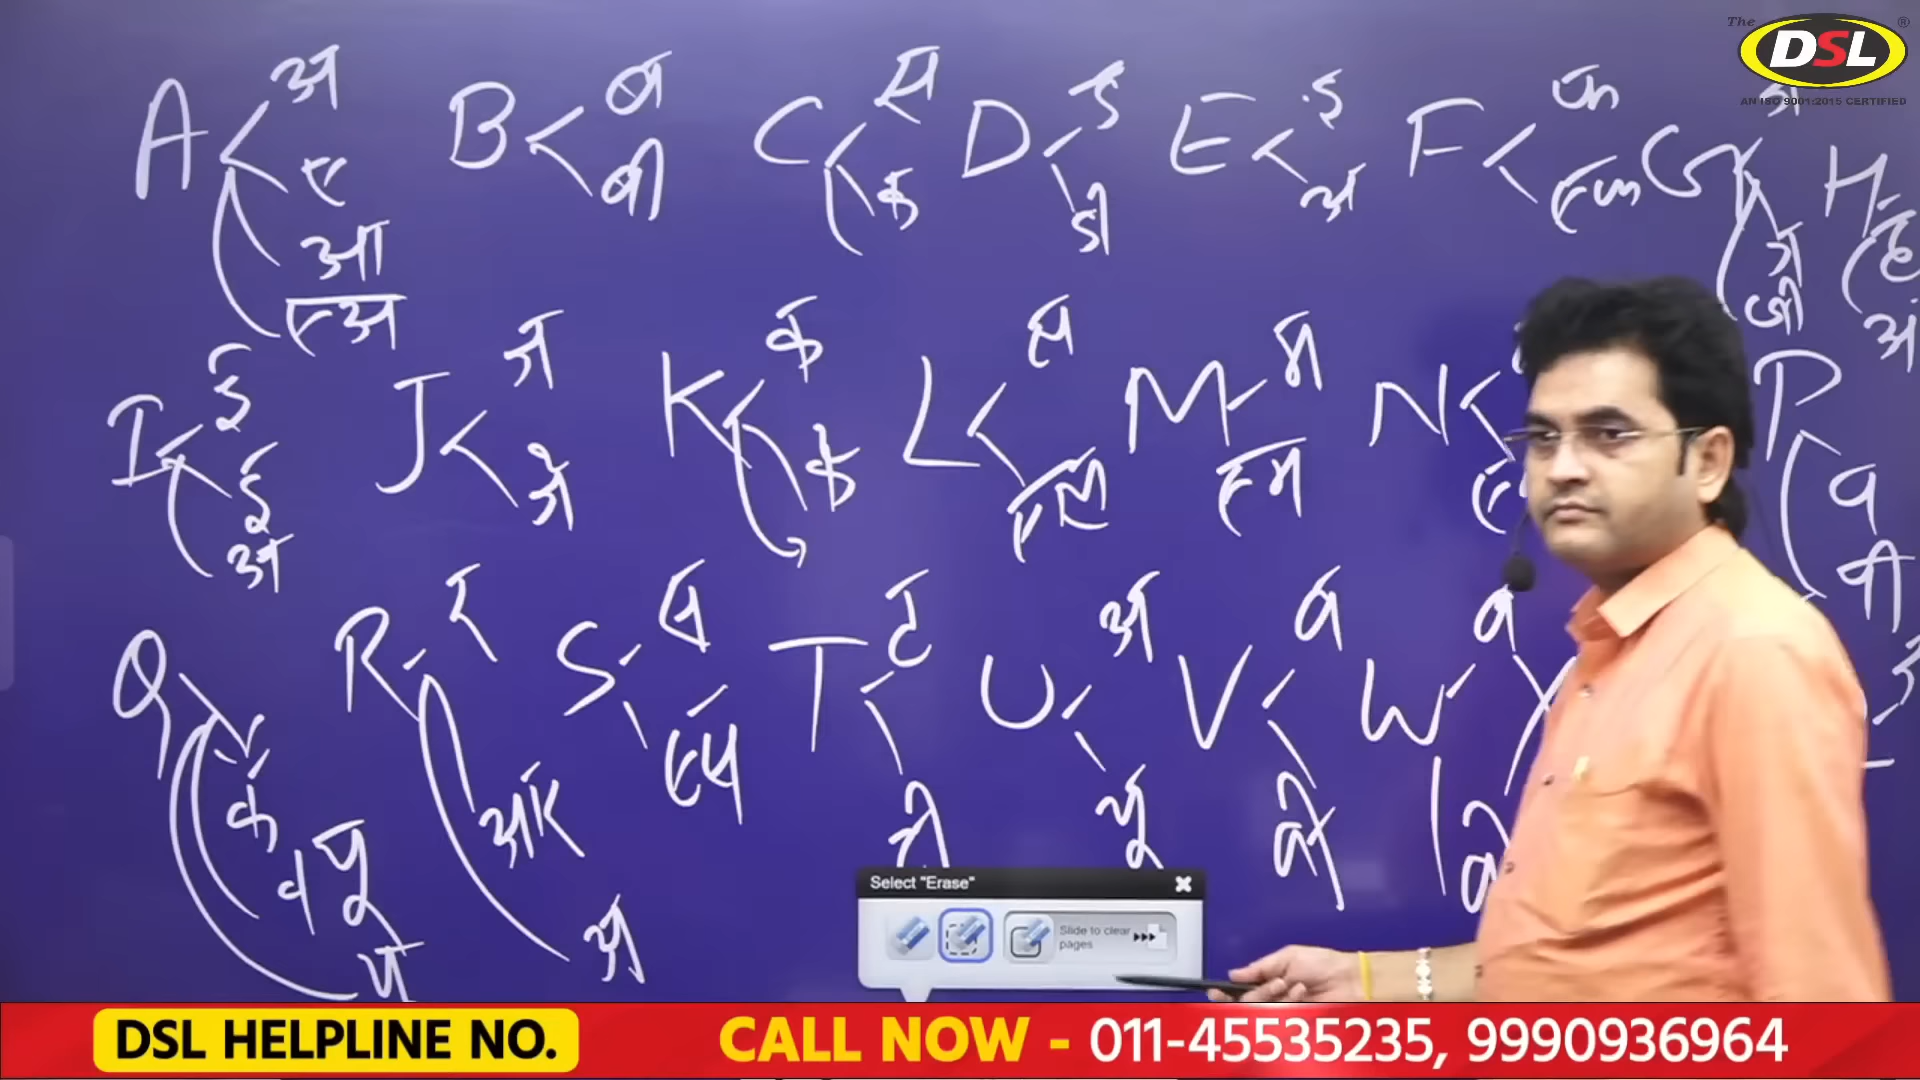 The DSL ®
AN ISO 9001:2015 CERTIFIED
A अ ए आ एअ
B ब बी
C स क
D ड डी
E इ अ
F फ एफ
G ग ज जी
H ह अ
I ई इ अ
J ज जे
K क के
L ल एल
M म एम
N
P प पी
Q क क्यू
R र आर
S स एस
T ट टी
U अ यू
V व वी
W व
Select "Erase"
Slide to clear pages
DSL HELPLINE NO. CALL NOW - 011-45535235, 9990936964